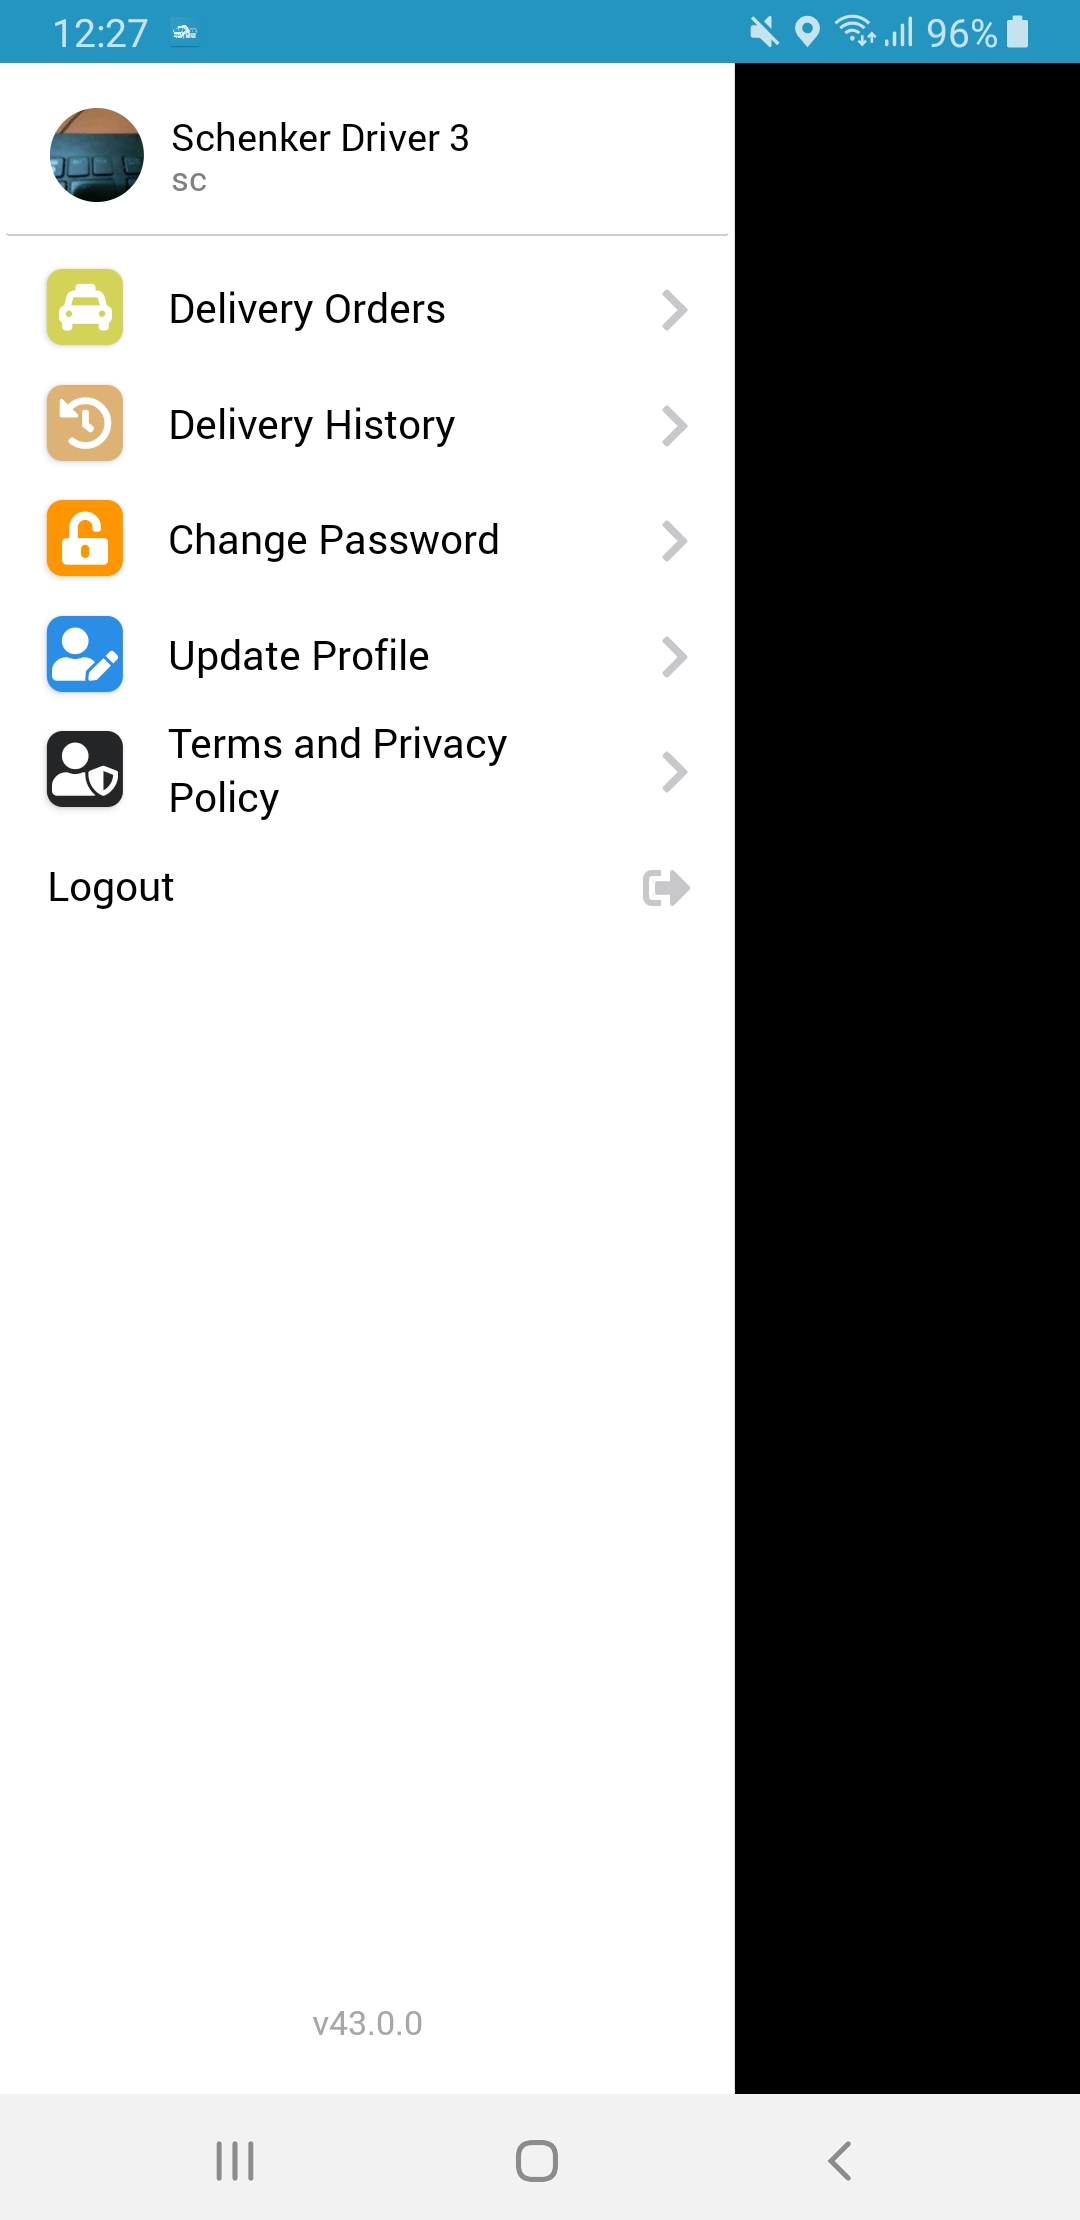 12:27
96%
Schenker Driver 3
sc
Delivery Orders
Delivery History
Change Password
Update Profile
Terms and Privacy
Policy
Logout
v43.0.0